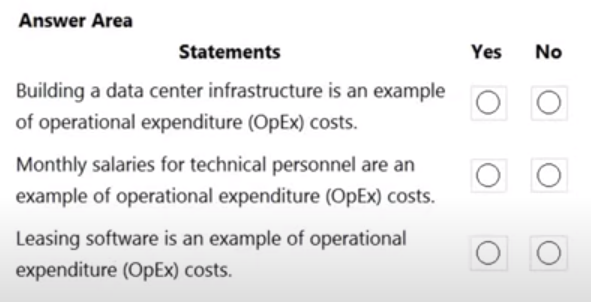 Answer Area
Statements Yes No
Building a data center infrastructure is an example
of operational expenditure (OpEx) costs.
Monthly salaries for technical personnel are an
example of operational expenditure (OpEx) costs.
Leasing software is an example of operational
expenditure (OpEx) costs.